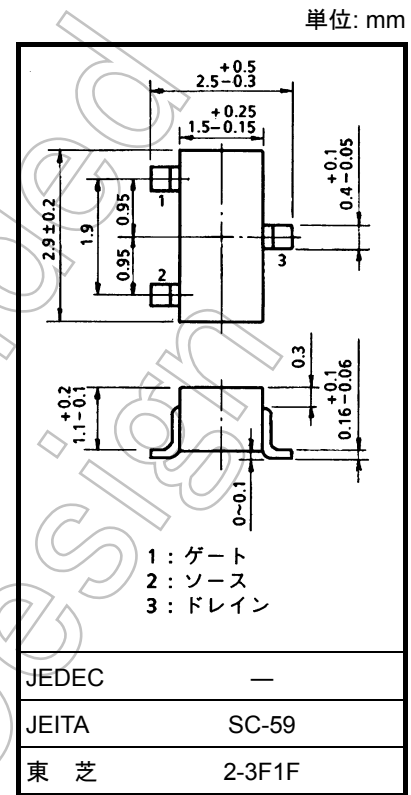 単位: mm
+0.5
2.5-0.3
+0.25
1.5-0.15
2.9±0.2
1.9
0.95
0.95
+0.1
0.4-0.05
1
2
3
+0.2
1.1-0.1
0.3
+0.1
0.16-0.06
0~0.1
1 : ゲート
2 : ソース
3 : ドレイン
JEDEC —
JEITA SC-59
東 芝 2-3F1F
ded
esign